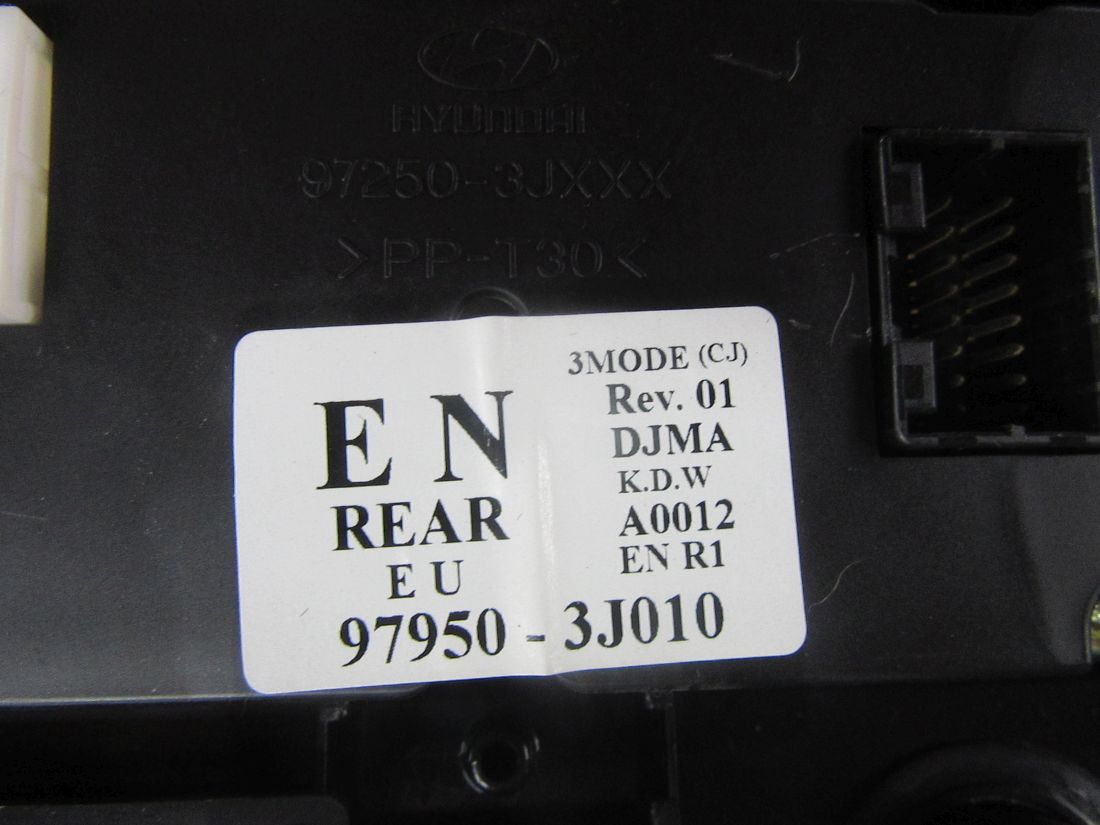 HYUNDAI
97250-3JXXX
>PP-T30<
E N
REAR
E U
97950 - 3J010
3MODE (CJ)
Rev. 01
DJMA
K.D.W
A0012
EN R1